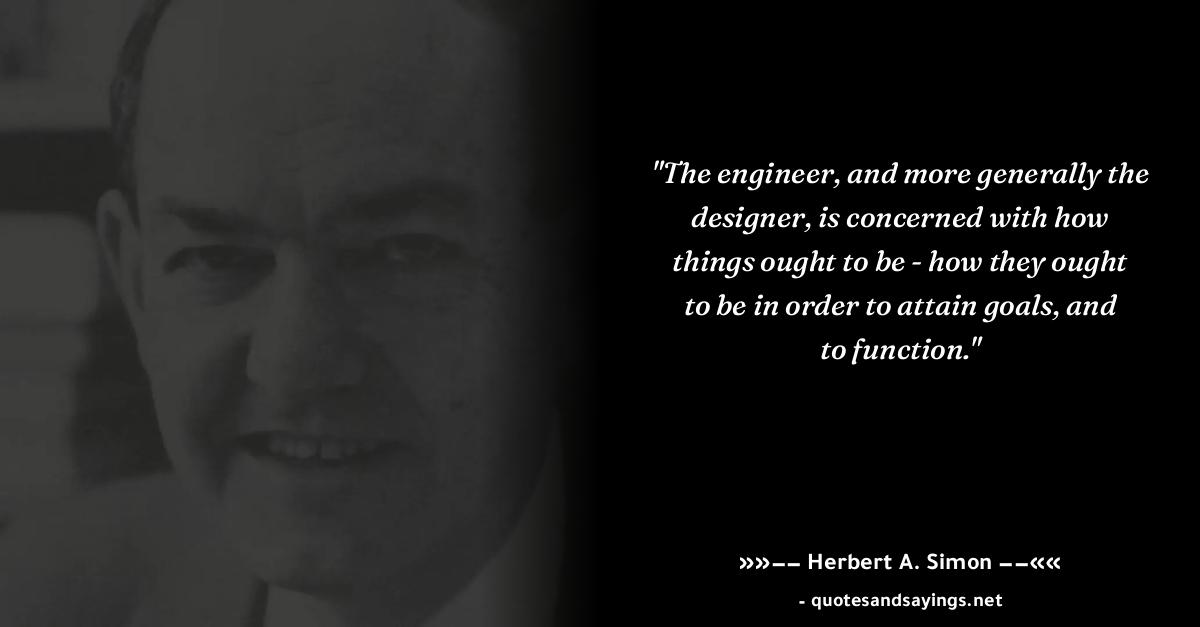 "The engineer, and more generally the
designer, is concerned with how
things ought to be - how they ought
to be in order to attain goals, and
to function."
»»−− Herbert A. Simon −−««
- quotesandsayings.net